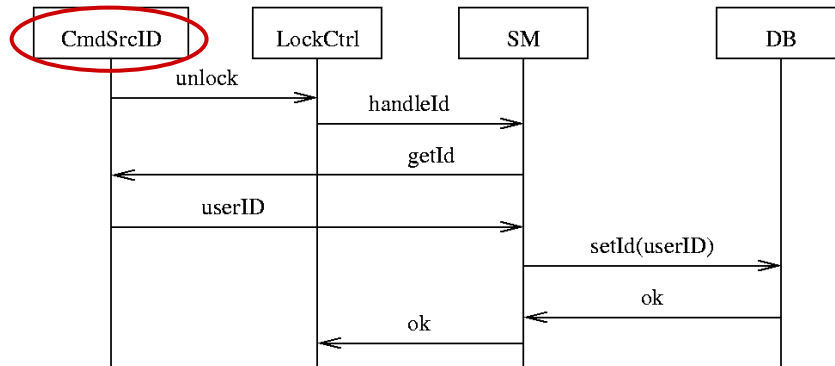 CmdSrcID LockCtrl SM DB
unlock
handleId
getId
userID
setId(userID)
ok
ok